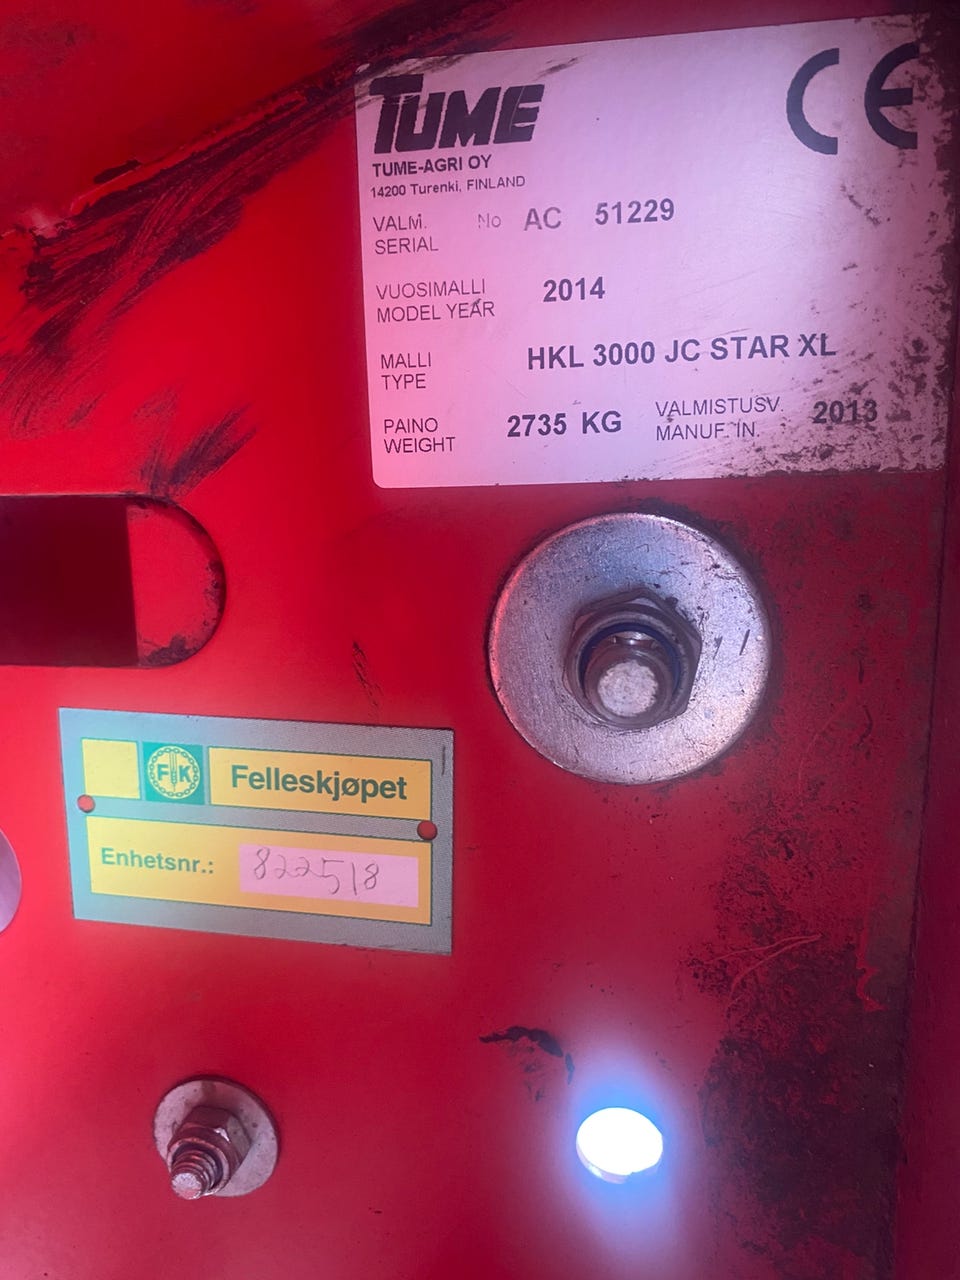 TUME
CE
TUME-AGRI OY
14200 Turenki, FINLAND
VALM. No AC 51229
SERIAL
VUOSIMALLI 2014
MODEL YEAR
MALLI HKL 3000 JC STAR XL
TYPE
PAINO 2735 KG VALMISTUSV. 2013
WEIGHT MANUF. IN.
FK Felleskjøpet
Enhetsnr.: 822518